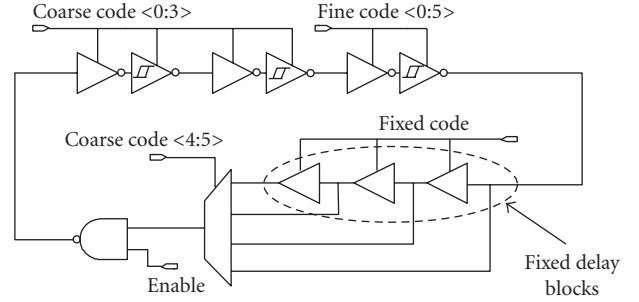 Coarse code <0:3>
Fine code <0:5>
Coarse code <4:5>
Fixed code
Enable
Fixed delay
blocks